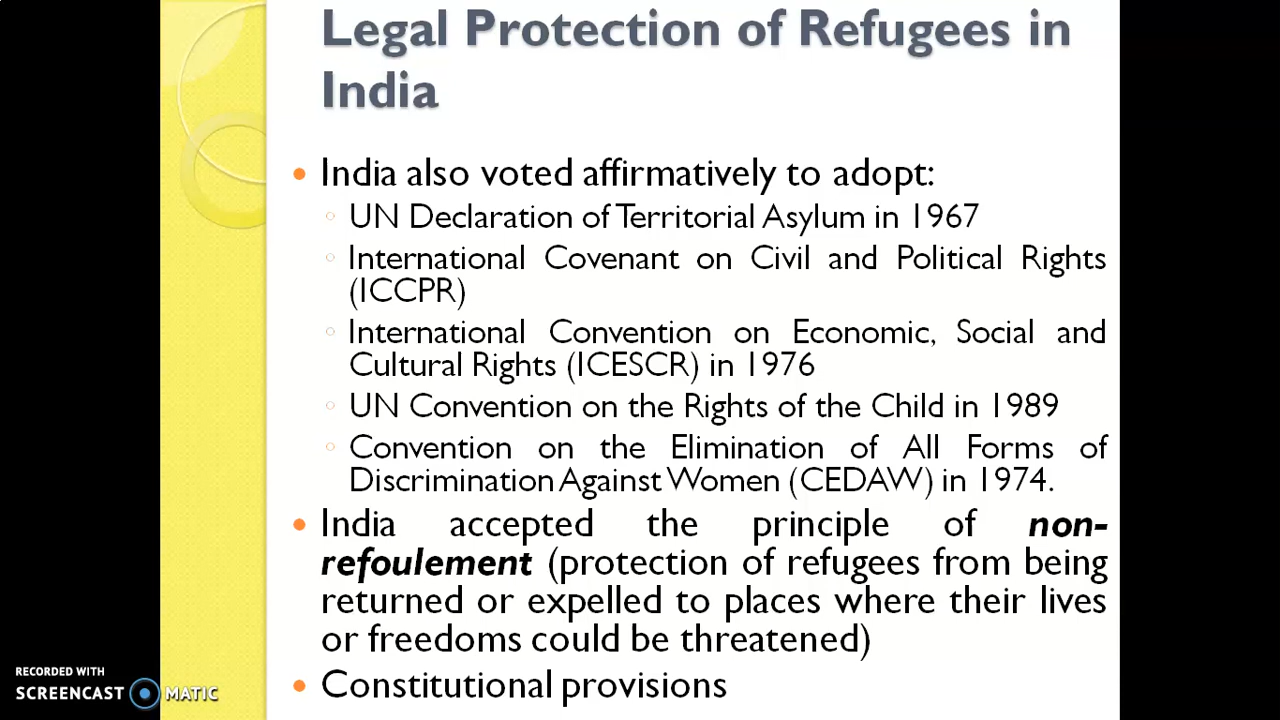 Legal Protection of Refugees in
India
India also voted affirmatively to adopt:
UN Declaration of Territorial Asylum in 1967
International Covenant on Civil and Political Rights
(ICCPR)
International Convention on Economic, Social and
Cultural Rights (ICESCR) in 1976
UN Convention on the Rights of the Child in 1989
Convention on the Elimination of All Forms of
Discrimination Against Women (CEDAW) in 1974.
India accepted the principle of non-
refoulement (protection of refugees from being
returned or expelled to places where their lives
or freedoms could be threatened)
Constitutional provisions
RECORDED WITH
SCREENCAST MATIC